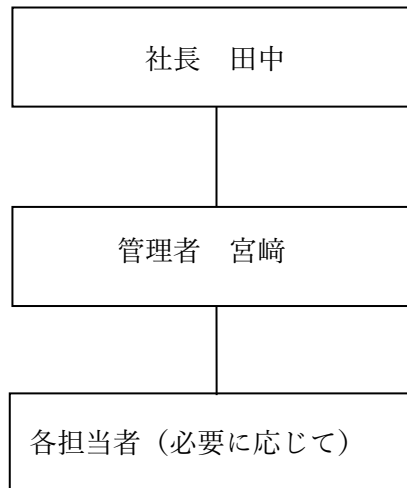 社長　田中
管理者　宮﨑
各担当者（必要に応じて）